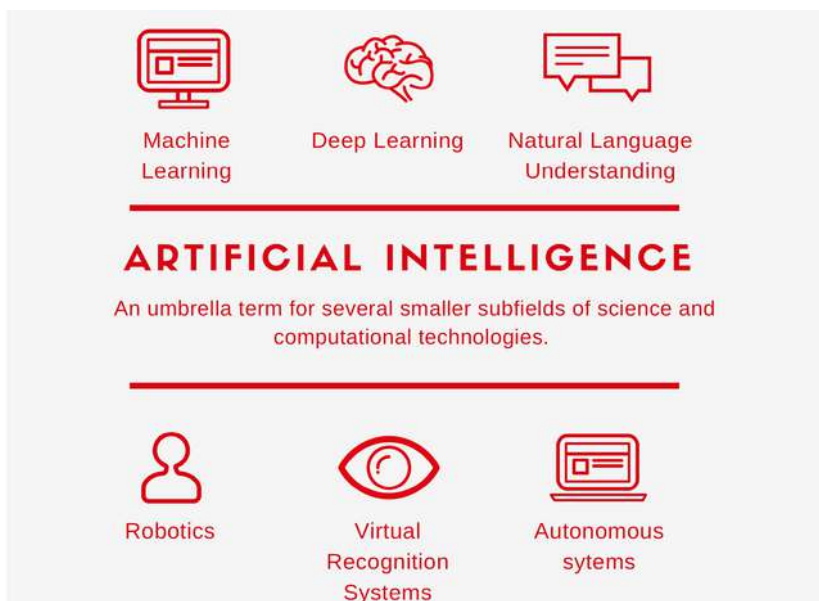 Machine
Learning
Deep Learning
Natural Language
Understanding
ARTIFICIAL INTELLIGENCE
An umbrella term for several smaller subfields of science and
computational technologies.
Robotics
Virtual
Recognition
Systems
Autonomous
sytems